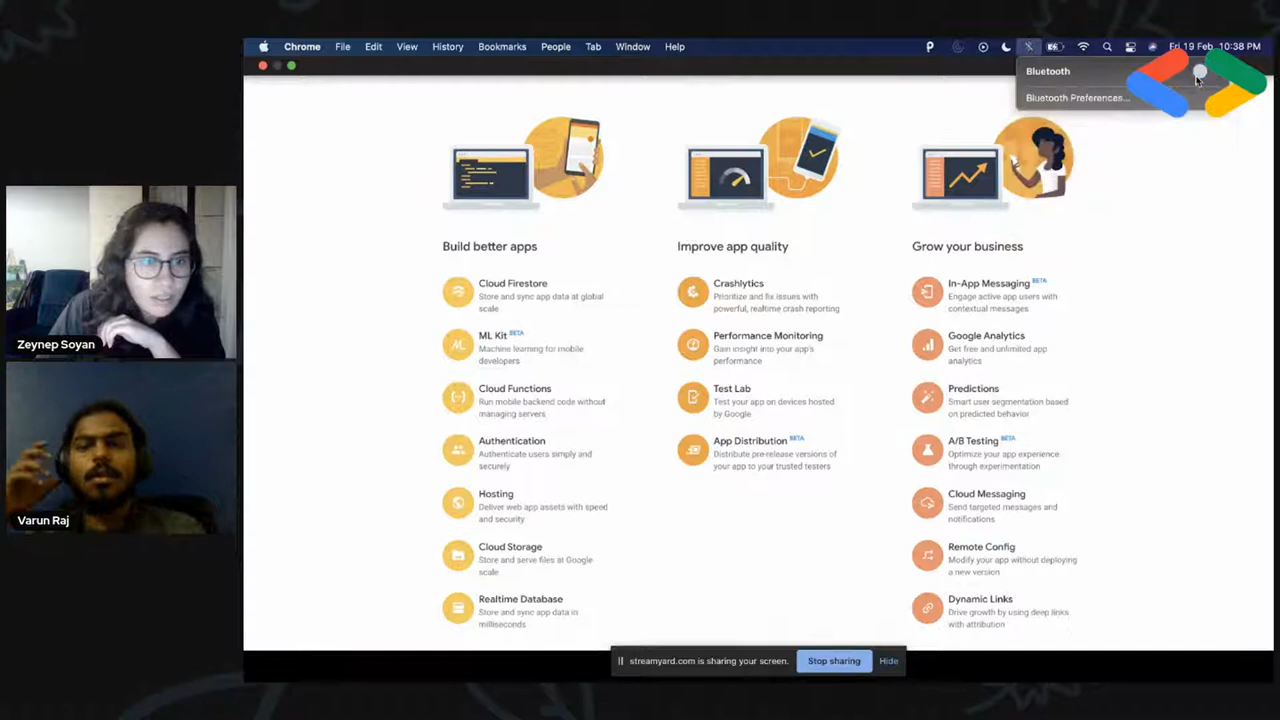 Chrome File Edit View History Bookmarks People Tab Window Help
Fri 19 Feb 10:38 PM
Bluetooth
Bluetooth Preferences...
Zeynep Soyan
Varun Raj
Build better apps
Cloud Firestore
Store and sync app data at global
scale
ML Kit BETA
Machine learning for mobile
developers
Cloud Functions
Run mobile backend code without
managing servers
Authentication
Authenticate users simply and
securely
Hosting
Deliver web app assets with speed
and security
Cloud Storage
Store and serve files at Google
scale
Realtime Database
Store and sync app data in
milliseconds
Improve app quality
Crashlytics
Prioritize and fix issues with
powerful, realtime crash reporting
Performance Monitoring
Gain insight into your app's
performance
Test Lab
Test your app on devices hosted
by Google
App Distribution BETA
Distribute pre-release versions of
your app to your trusted testers
Grow your business
In-App Messaging BETA
Engage active app users with
contextual messages
Google Analytics
Get free and unlimited app
analytics
Predictions
Smart user segmentation based
on predicted behavior
A/B Testing BETA
Optimize your app experience
through experimentation
Cloud Messaging
Send targeted messages and
notifications
Remote Config
Modify your app without deploying
a new version
Dynamic Links
Drive growth by using deep links
with attribution
streamyard.com is sharing your screen. Stop sharing Hide